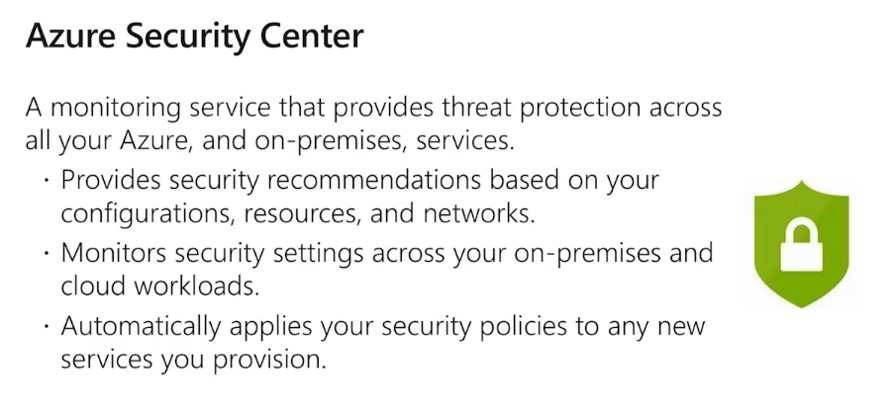 Azure Security Center
A monitoring service that provides threat protection across
all your Azure, and on-premises, services.
· Provides security recommendations based on your
configurations, resources, and networks.
· Monitors security settings across your on-premises and
cloud workloads.
· Automatically applies your security policies to any new
services you provision.